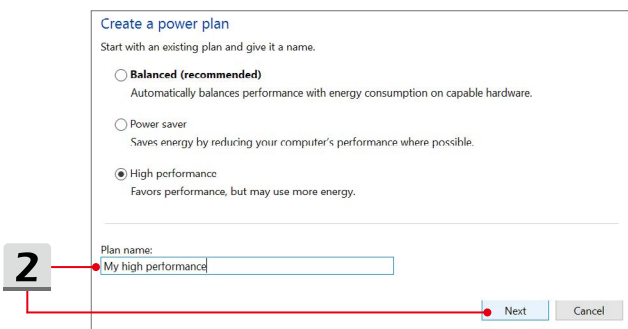 Create a power plan
Start with an existing plan and give it a name.
Balanced (recommended)
Automatically balances performance with energy consumption on capable hardware.
Power saver
Saves energy by reducing your computer's performance where possible.
High performance
Favors performance, but may use more energy.
Plan name:
My high performance
2
Next Cancel